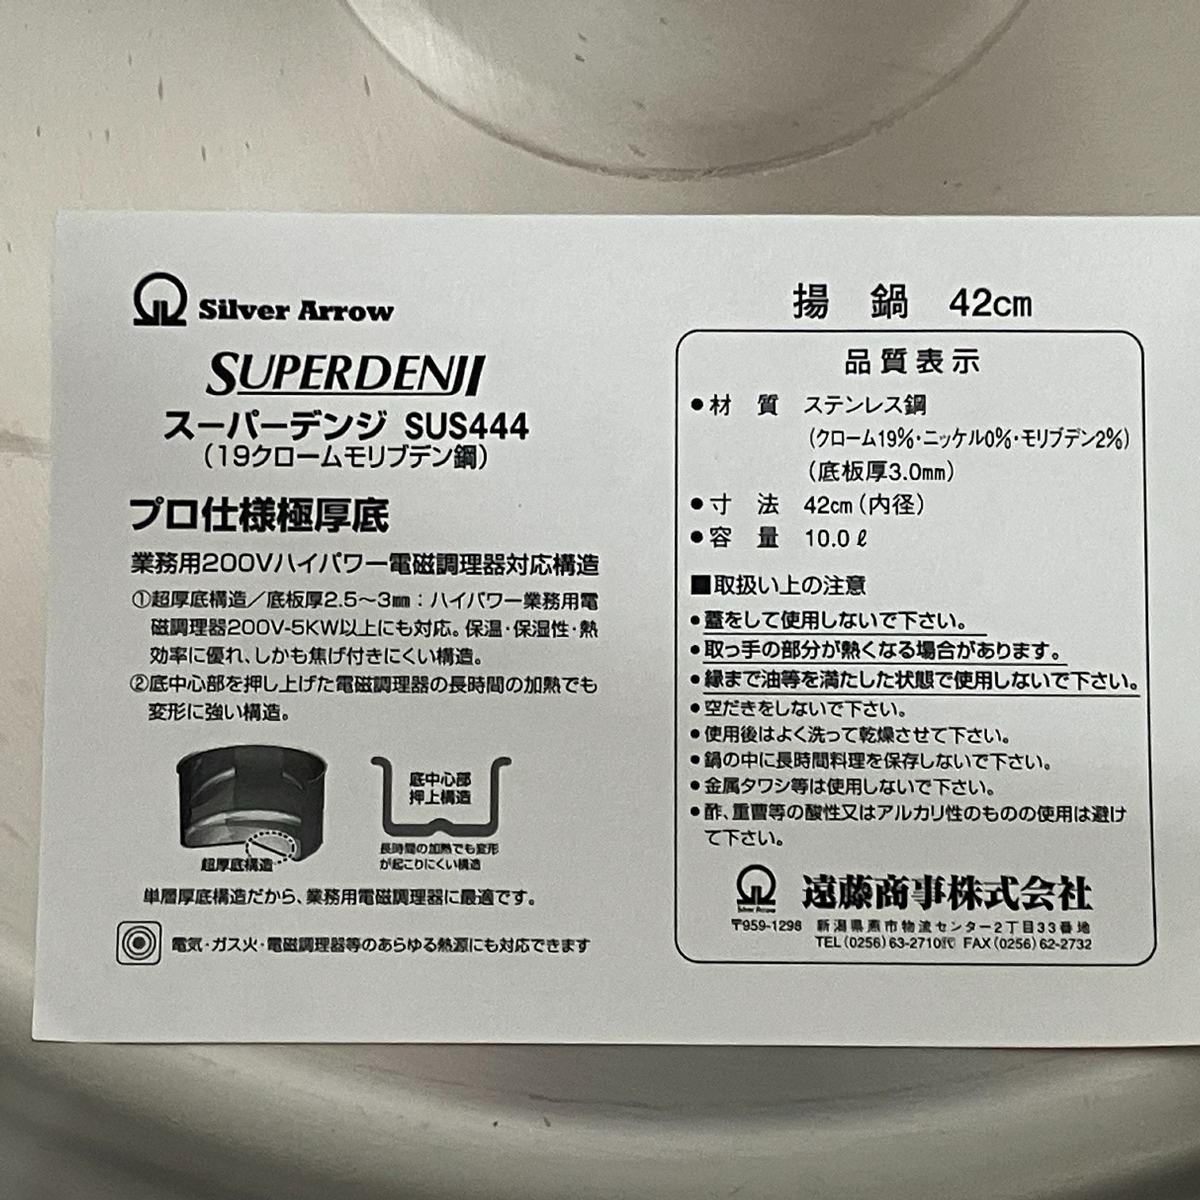 Silver Arrow
SUPERDENJI
スーパーデンジ SUS444
(19クロームモリブデン鋼)
プロ仕様極厚底
業務用200Vハイパワー電磁調理器対応構造
①超厚底構造／底板厚2.5～3㎜：ハイパワー業務用電
磁調理器200V-5KW以上にも対応。保温・保湿性・熱
効率に優れ、しかも焦げ付きにくい構造。
②底中心部を押し上げた電磁調理器の長時間の加熱でも
変形に強い構造。
超厚底構造
底中心部
押上構造
長時間の加熱でも変形
が起こりにくい構造
単層厚底構造だから、業務用電磁調理器に最適です。
電気・ガス火・電磁調理器等のあらゆる熱源にも対応できます
揚 鍋 42cm
品質表示
●材 質 ステンレス鋼
(クローム19%・ニッケル0%・モリブデン2%)
(底板厚3.0mm)
●寸 法 42cm(内径)
●容 量 10.0ℓ
■取扱い上の注意
●蓋をして使用しないで下さい。
●取っ手の部分が熱くなる場合があります。
●縁まで油等を満たした状態で使用しないで下さい。
●空だきをしないで下さい。
●使用後はよく洗って乾燥させて下さい。
●鍋の中に長時間料理を保存しないで下さい。
●金属タワシ等は使用しないで下さい。
●酢、重曹等の酸性又はアルカリ性のものの使用は避け
て下さい。
Silver Arrow
遠藤商事株式会社
〒959-1298 新潟県燕市物流センター2丁目33番地
TEL(0256)63-2710㈹ FAX(0256)62-2732